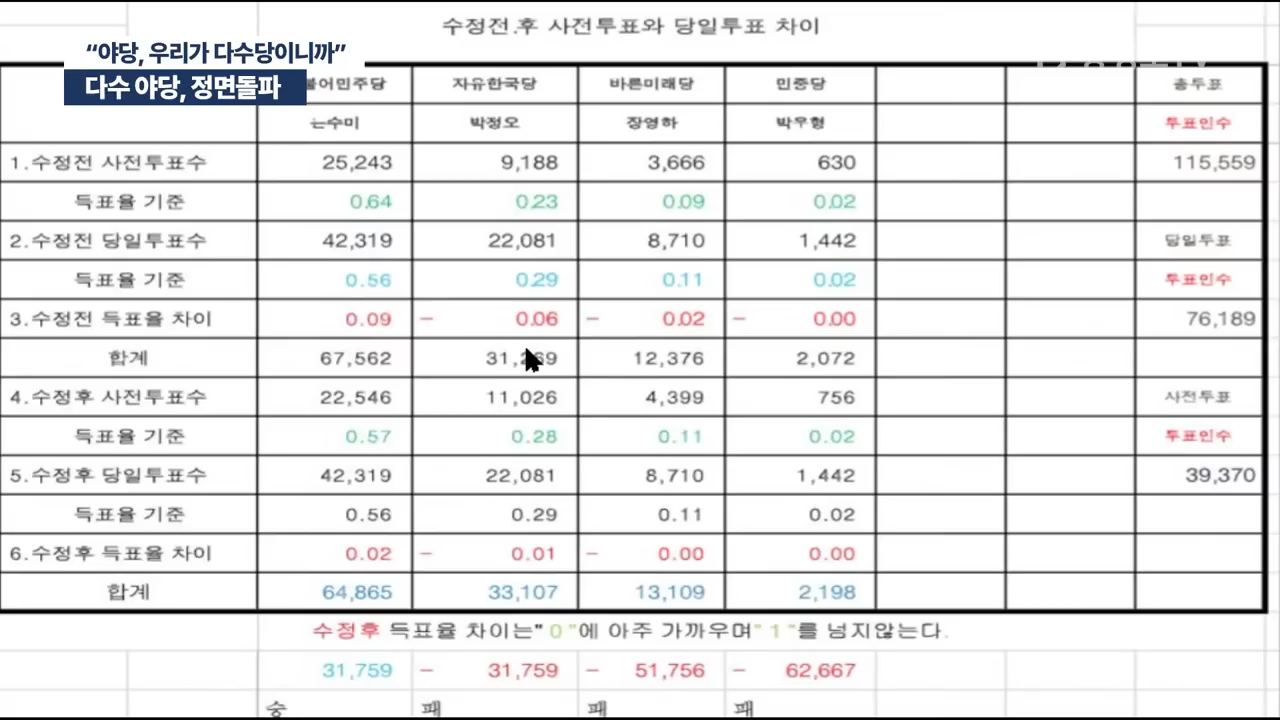 수정전.후 사전투표와 당일투표 차이
“야당, 우리가 다수당이니까”
다수 야당, 정면돌파
불어민주당 자유한국당 바른미래당 민중당 총투표
은수미 박정오 장영하 박우형 투표인수
1.수정전 사전투표수 25,243 9,188 3,666 630 115,559
득표율 기준 0.64 0.23 0.09 0.02
2.수정전 당일투표수 42,319 22,081 8,710 1,442 당일투표
득표율 기준 0.56 0.29 0.11 0.02 투표인수
3.수정전 득표율 차이 0.09 – 0.06 – 0.02 – 0.00 76,189
합계 67,562 31,269 12,376 2,072
4.수정후 사전투표수 22,546 11,026 4,399 756 사전투표
득표율 기준 0.57 0.28 0.11 0.02 투표인수
5.수정후 당일투표수 42,319 22,081 8,710 1,442 39,370
득표율 기준 0.56 0.29 0.11 0.02
6.수정후 득표율 차이 0.02 – 0.01 – 0.00 0.00
합계 64,865 33,107 13,109 2,198
수정후 득표율 차이는"0"에 아주 가까우며"1"를 넘지않는다.
31,759 – 31,759 – 51,756 – 62,667
숭 패 패 패